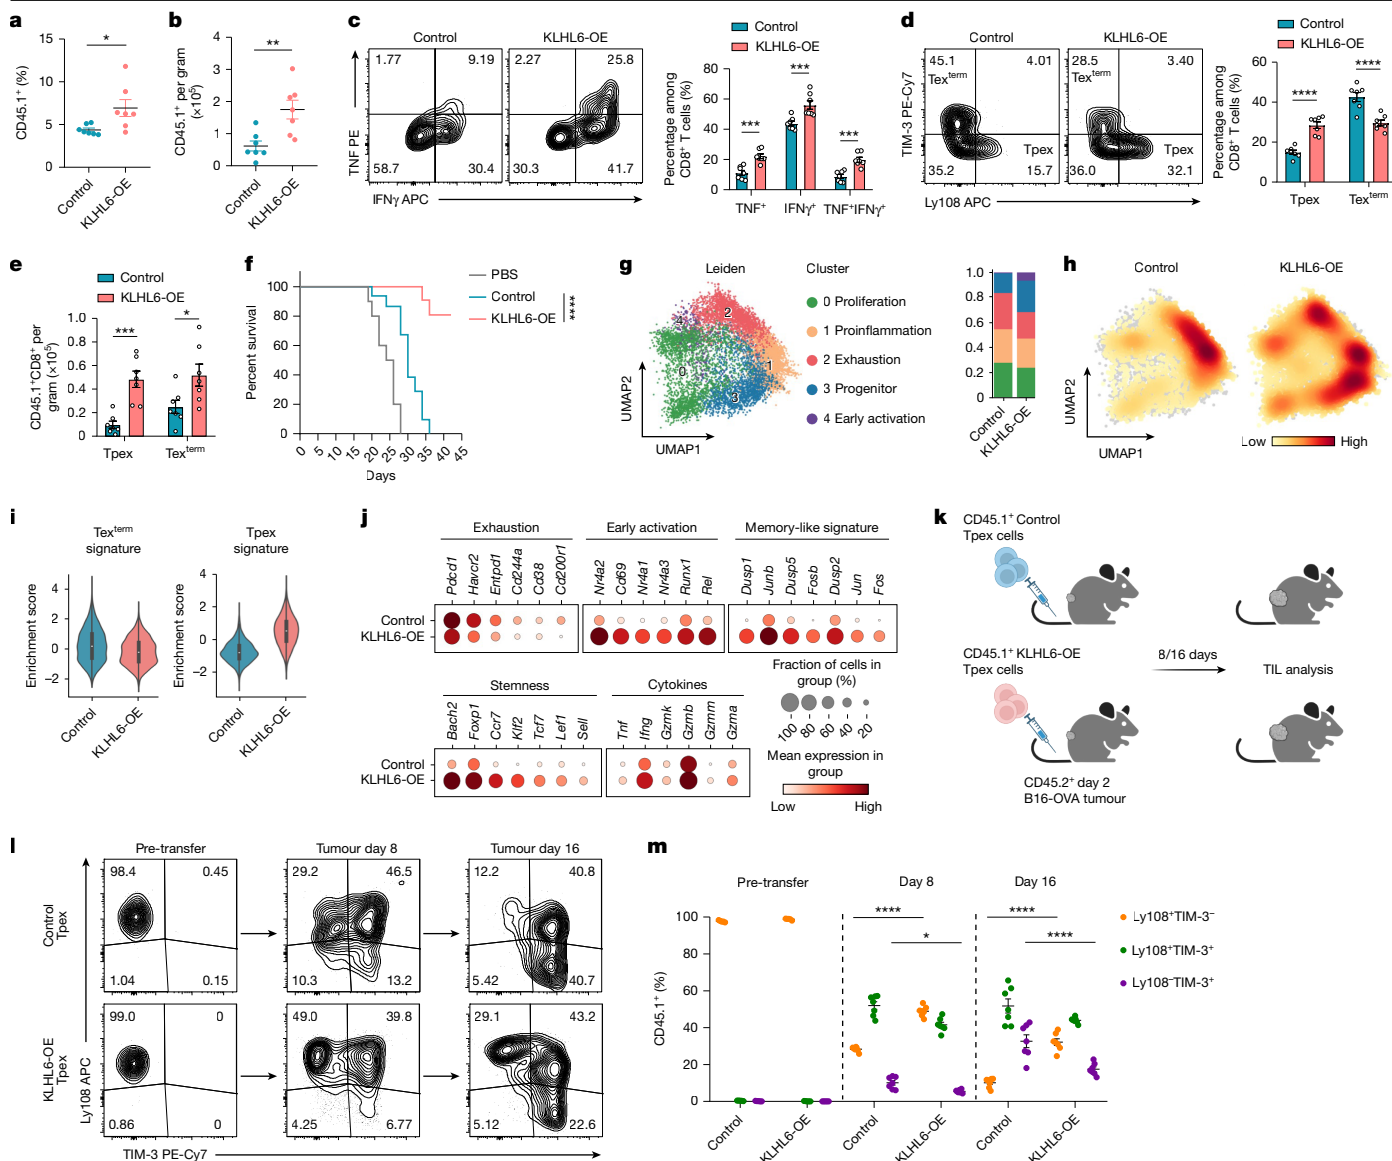 a
CD45.1⁺ (%)
15
10
5
0
*
Control
KLHL6-OE
b
CD45.1⁺ per gram
(×10⁵)
4
3
2
1
0
**
Control
KLHL6-OE
c
Control
KLHL6-OE
1.77
9.19
58.7
30.4
2.27
25.8
30.3
41.7
TNF PE
IFNγ APC
Control
KLHL6-OE
Percentage among
CD8⁺ T cells (%)
80
60
40
20
0
***
***
***
TNF⁺
IFNγ⁺
TNF⁺IFNγ⁺
d
Control
KLHL6-OE
45.1
4.01
Texᵗᵉʳᵐ
Tpex
35.2
15.7
28.5
3.40
Texᵗᵉʳᵐ
Tpex
36.0
32.1
TIM-3 PE-Cy7
Ly108 APC
Control
KLHL6-OE
Percentage among
CD8⁺ T cells (%)
60
40
20
0
****
****
Tpex
Texᵗᵉʳᵐ
e
Control
KLHL6-OE
CD45.1⁺CD8⁺ per
gram (×10⁵)
1.0
0.8
0.6
0.4
0.2
0
***
*
Tpex
Texᵗᵉʳᵐ
f
PBS
Control
KLHL6-OE
****
Percent survival
100
80
60
40
20
0
0 5 10 15 20 25 30 35 40 45
Days
g
Leiden
4
2
0
1
3
UMAP2
UMAP1
Cluster
0 Proliferation
1 Proinflammation
2 Exhaustion
3 Progenitor
4 Early activation
1.0
0.8
0.6
0.4
0.2
0
Control
KLHL6-OE
h
Control
KLHL6-OE
UMAP2
UMAP1
Low
High
i
Texᵗᵉʳᵐ
signature
Enrichment score
4
2
0
−2
Control
KLHL6-OE
Tpex
signature
Enrichment score
4
2
0
−2
Control
KLHL6-OE
j
Exhaustion
Early activation
Memory-like signature
Pdcd1 Havcr2 Entpd1 Cd244a Cd38 Cd200r1
Nr4a2 Cd69 Nr4a1 Nr4a3 Runx1 Rel
Dusp1 Junb Dusp5 Fosb Dusp2 Jun Fos
Control
KLHL6-OE
Stemness
Cytokines
Bach2 Foxp1 Ccr7 Klf2 Tcf7 Lef1 Sell
Tnf Ifng Gzmk Gzmb Gzmm Gzma
Control
KLHL6-OE
Fraction of cells in
group (%)
100 80 60 40 20
Mean expression in
group
Low
High
k
CD45.1⁺ Control
Tpex cells
CD45.1⁺ KLHL6-OE
Tpex cells
8/16 days
TIL analysis
CD45.2⁺ day 2
B16-OVA tumour
l
Pre-transfer
Tumour day 8
Tumour day 16
Control
Tpex
98.4
0.45
1.04
0.15
29.2
46.5
10.3
13.2
12.2
40.8
5.42
40.7
KLHL6-OE
Tpex
99.0
0
0.86
0
49.0
39.8
4.25
6.77
29.1
43.2
5.12
22.6
Ly108 APC
TIM-3 PE-Cy7
m
Pre-transfer
Day 8
Day 16
CD45.1⁺ (%)
100
80
60
40
20
0
****
*
****
****
Control
KLHL6-OE
Control
KLHL6-OE
Control
KLHL6-OE
Ly108⁺TIM-3⁻
Ly108⁺TIM-3⁺
Ly108⁻TIM-3⁺